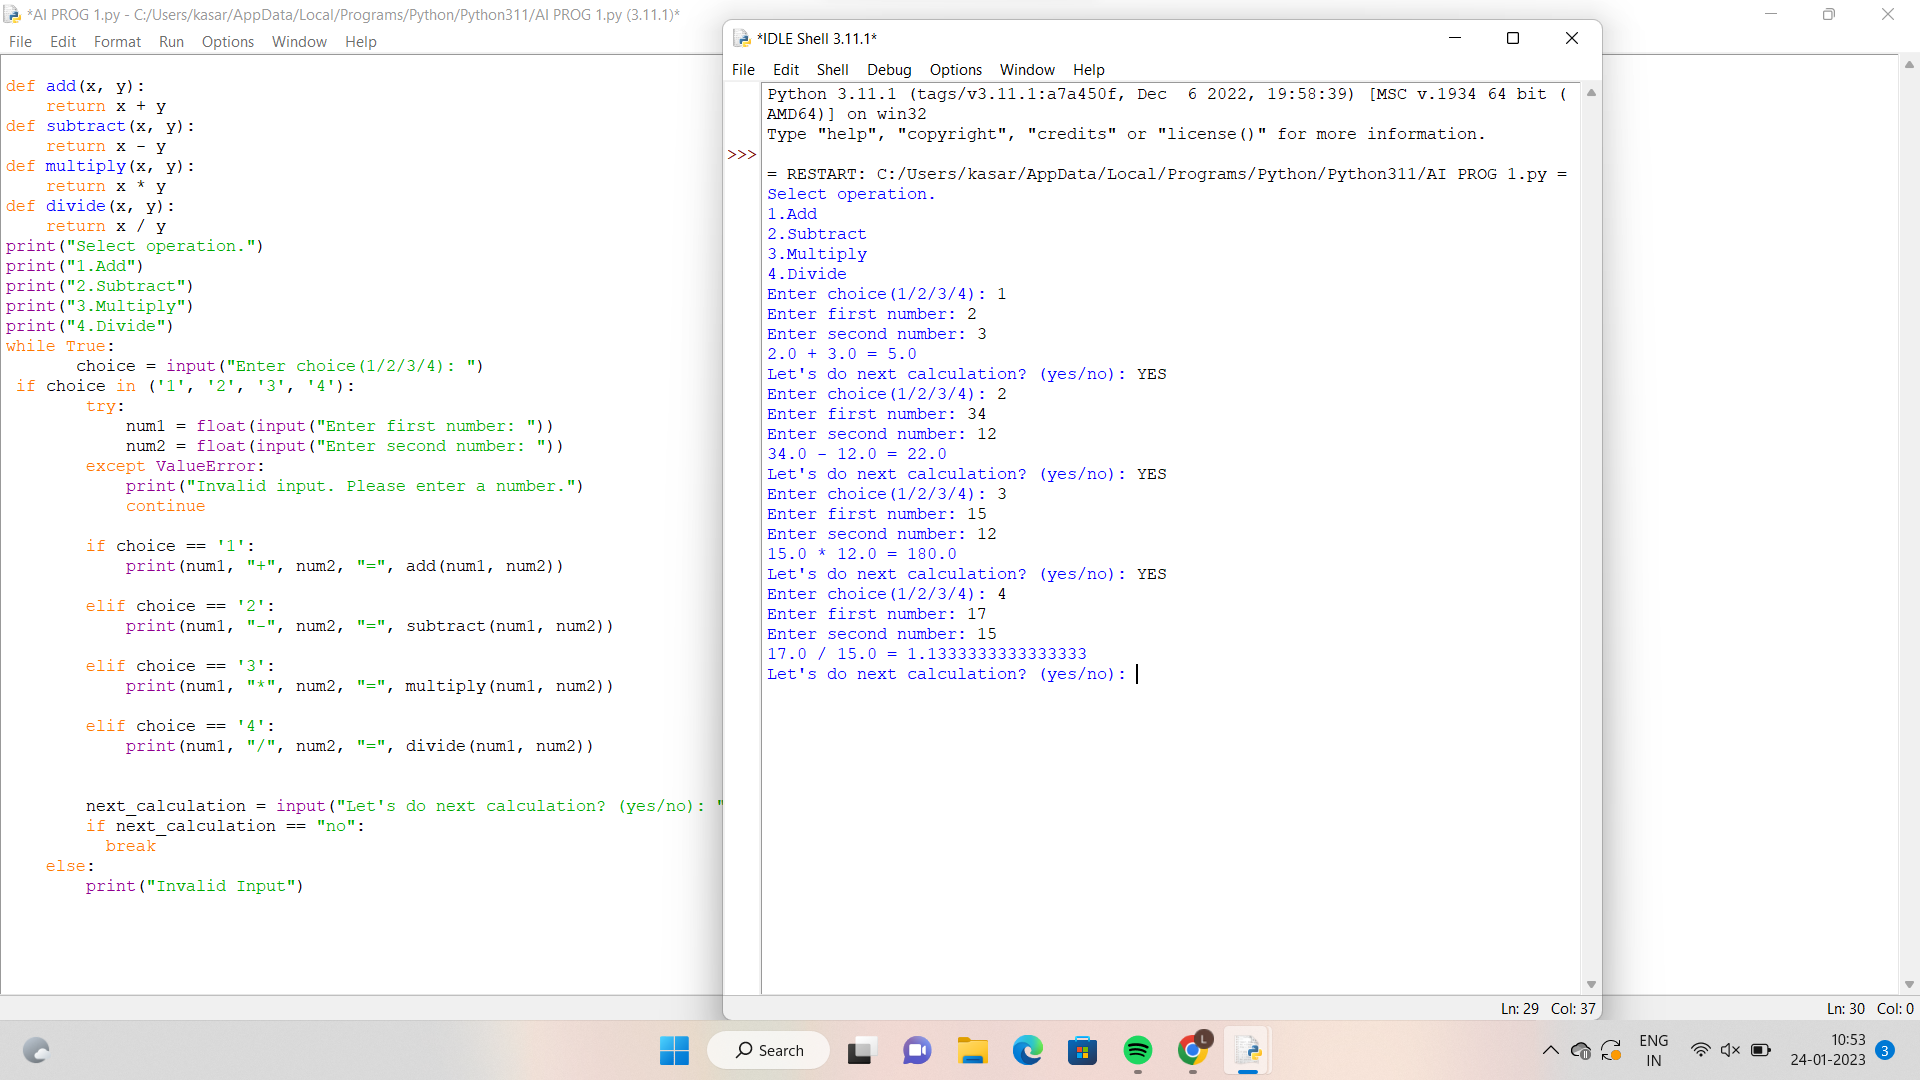 *AI PROG 1.py - C:/Users/kasar/AppData/Local/Programs/Python/Python311/AI PROG 1.py (3.11.1)*
File Edit Format Run Options Window Help
def add(x, y):
    return x + y
def subtract(x, y):
    return x - y
def multiply(x, y):
    return x * y
def divide(x, y):
    return x / y
print("Select operation.")
print("1.Add")
print("2.Subtract")
print("3.Multiply")
print("4.Divide")
while True:
       choice = input("Enter choice(1/2/3/4): ")
 if choice in ('1', '2', '3', '4'):
        try:
            num1 = float(input("Enter first number: "))
            num2 = float(input("Enter second number: "))
        except ValueError:
            print("Invalid input. Please enter a number.")
            continue
        if choice == '1':
            print(num1, "+", num2, "=", add(num1, num2))
        elif choice == '2':
            print(num1, "-", num2, "=", subtract(num1, num2))
        elif choice == '3':
            print(num1, "*", num2, "=", multiply(num1, num2))
        elif choice == '4':
            print(num1, "/", num2, "=", divide(num1, num2))
        next_calculation = input("Let's do next calculation? (yes/no): "
        if next_calculation == "no":
          break
    else:
        print("Invalid Input")
*IDLE Shell 3.11.1*
File Edit Shell Debug Options Window Help
Python 3.11.1 (tags/v3.11.1:a7a450f, Dec  6 2022, 19:58:39) [MSC v.1934 64 bit (
AMD64)] on win32
Type "help", "copyright", "credits" or "license()" for more information.
>>>
= RESTART: C:/Users/kasar/AppData/Local/Programs/Python/Python311/AI PROG 1.py =
Select operation.
1.Add
2.Subtract
3.Multiply
4.Divide
Enter choice(1/2/3/4): 1
Enter first number: 2
Enter second number: 3
2.0 + 3.0 = 5.0
Let's do next calculation? (yes/no): YES
Enter choice(1/2/3/4): 2
Enter first number: 34
Enter second number: 12
34.0 - 12.0 = 22.0
Let's do next calculation? (yes/no): YES
Enter choice(1/2/3/4): 3
Enter first number: 15
Enter second number: 12
15.0 * 12.0 = 180.0
Let's do next calculation? (yes/no): YES
Enter choice(1/2/3/4): 4
Enter first number: 17
Enter second number: 15
17.0 / 15.0 = 1.1333333333333333
Let's do next calculation? (yes/no):
Ln: 29 Col: 37
Ln: 30 Col: 0
Search
L
ENG
IN
10:53
24-01-2023
3